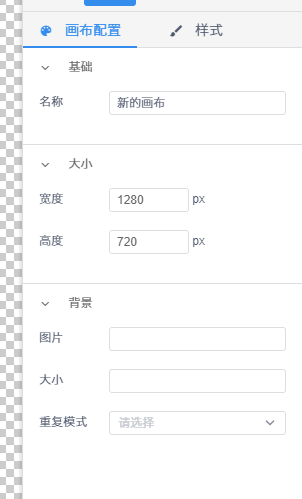 画布配置 样式
基础
名称 新的画布
大小
宽度 1280 px
高度 720 px
背景
图片
大小
重复模式 请选择